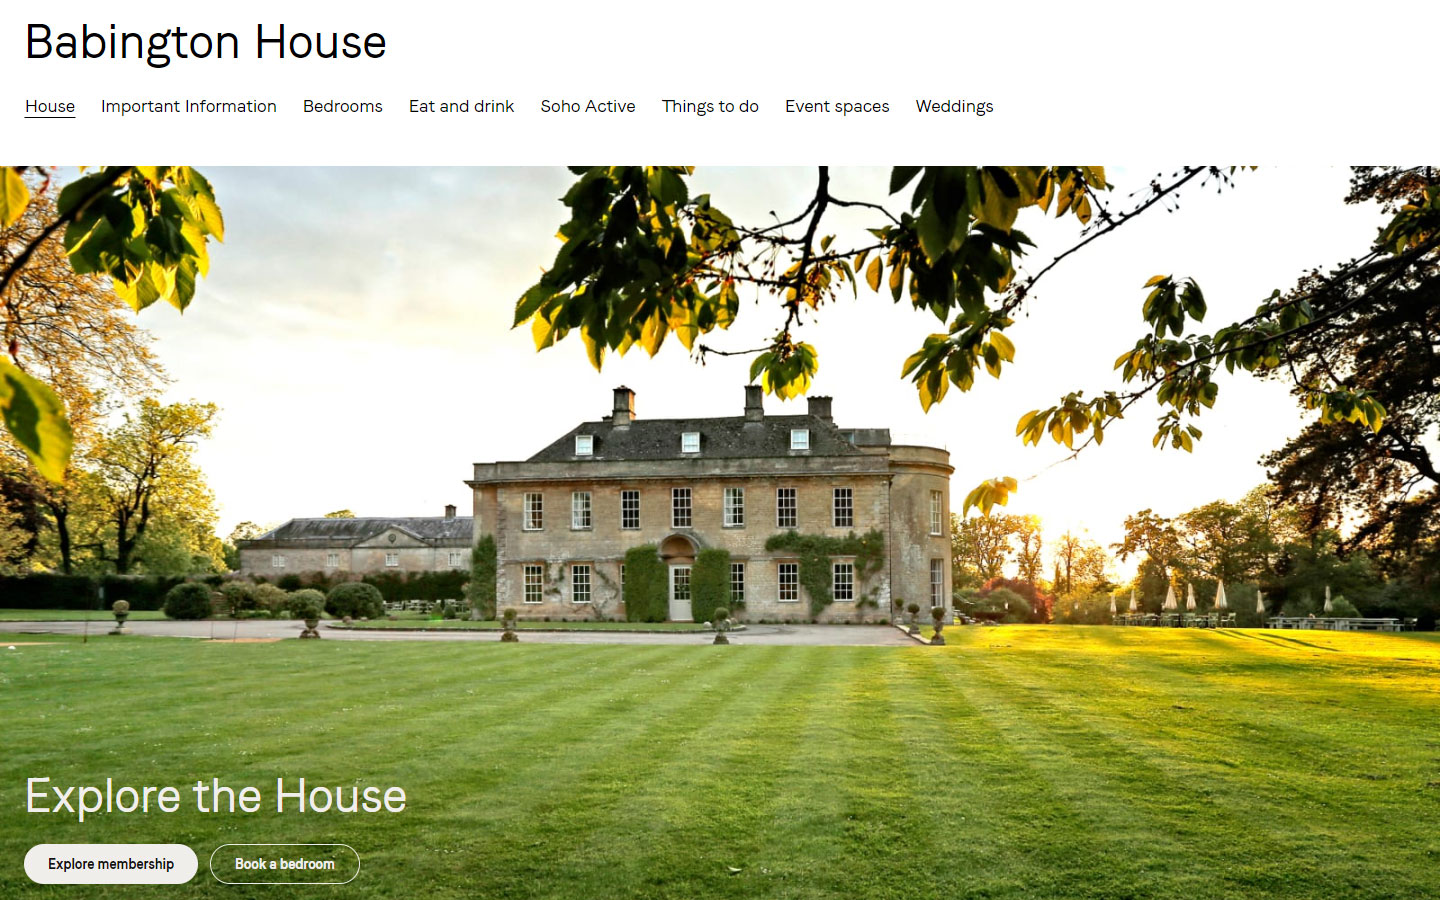 Babington House
House Important Information Bedrooms Eat and drink Soho Active Things to do Event spaces Weddings
Explore the House
Explore membership Book a bedroom